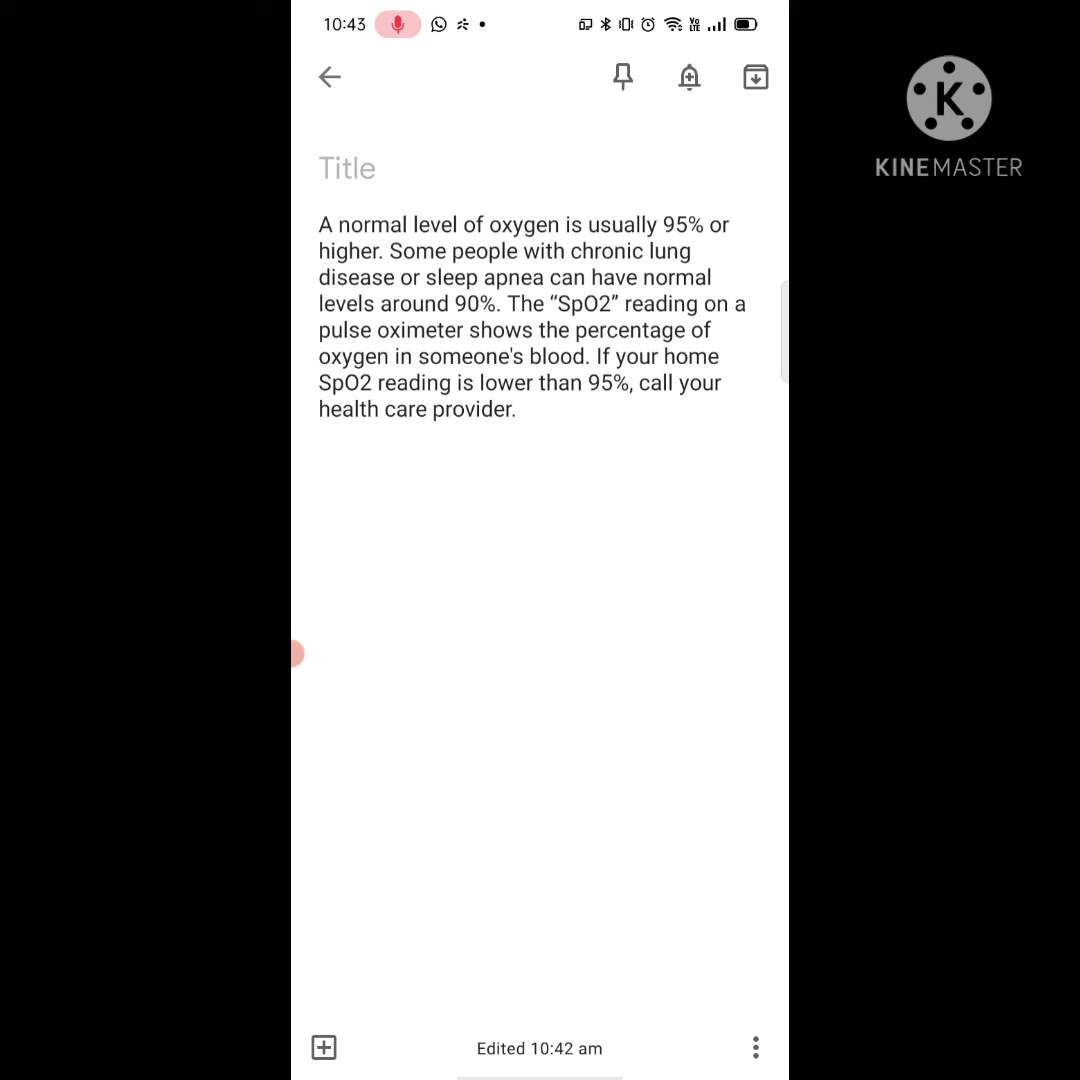 10:43
VO
LTE
K
KINEMASTER
Title
A normal level of oxygen is usually 95% or
higher. Some people with chronic lung
disease or sleep apnea can have normal
levels around 90%. The “SpO2” reading on a
pulse oximeter shows the percentage of
oxygen in someone's blood. If your home
SpO2 reading is lower than 95%, call your
health care provider.
Edited 10:42 am